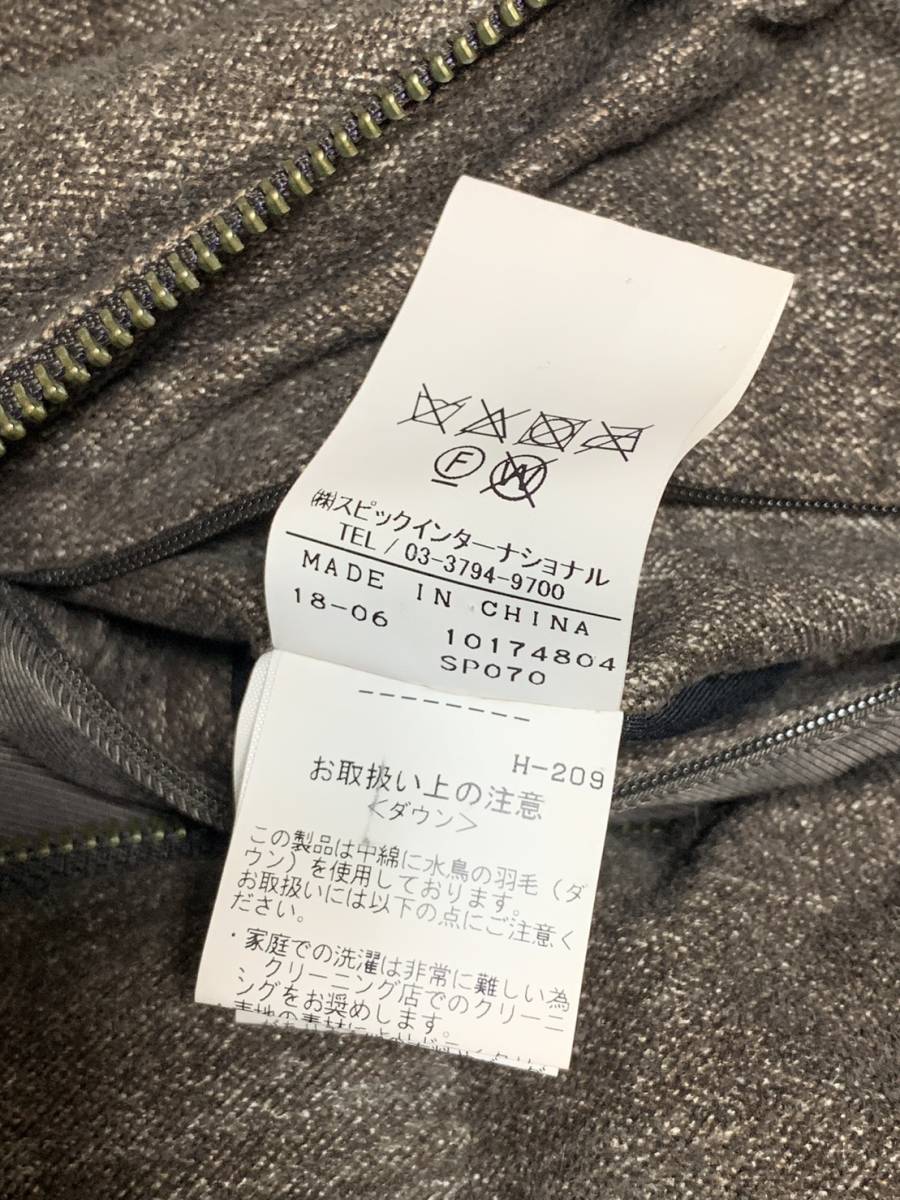 F W
㈱スピックインターナショナル
TEL/03-3794-9700
MADE IN CHINA
18-06 10174804
SP070
--------
H-209
お取扱い上の注意
<ダウン>
この製品は中綿に水鳥の羽毛(ダ
ウン)を使用しております。
お取扱いには以下の点にご注意く
ださい。
・家庭での洗濯は非常に難しい為
、クリーニング店でのクリーニ
ングをお奨めします。